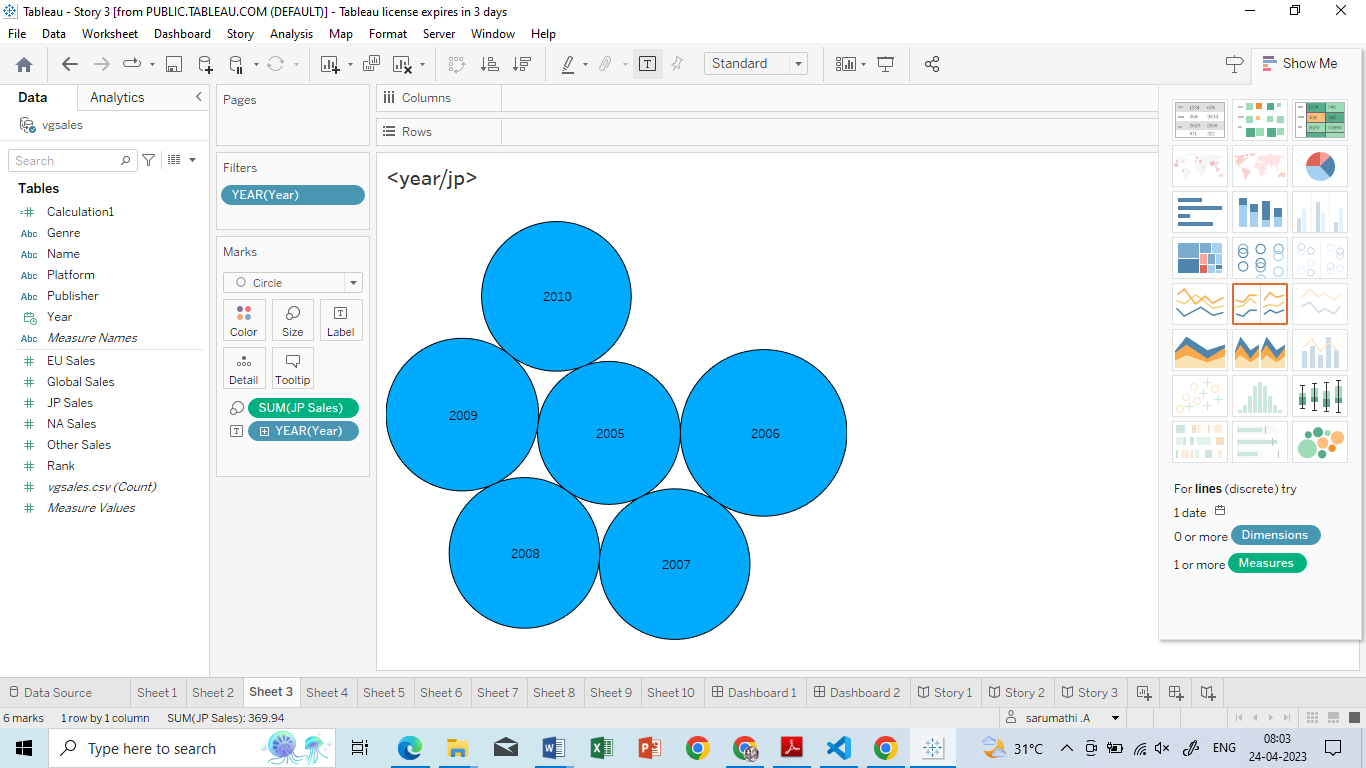 Tableau - Story 3 [from PUBLIC.TABLEAU.COM (DEFAULT)] - Tableau license expires in 3 days
File Data Worksheet Dashboard Story Analysis Map Format Server Window Help
Standard
Show Me
Data Analytics
vgsales
Search
Tables
Calculation1
Abc Genre
Abc Name
Abc Platform
Abc Publisher
Year
Abc Measure Names
EU Sales
Global Sales
JP Sales
NA Sales
Other Sales
Rank
vgsales.csv (Count)
Measure Values
Pages
Filters
YEAR(Year)
Marks
Circle
Color Size Label
Detail Tooltip
SUM(JP Sales)
YEAR(Year)
Columns
Rows
<year/jp>
2010
2009
2005
2006
2008
2007
For lines (discrete) try
1 date
0 or more Dimensions
1 or more Measures
Data Source Sheet 1 Sheet 2 Sheet 3 Sheet 4 Sheet 5 Sheet 6 Sheet 7 Sheet 8 Sheet 9 Sheet 10 Dashboard 1 Dashboard 2 Story 1 Story 2 Story 3
6 marks 1 row by 1 column SUM(JP Sales): 369.94 sarumathi .A
Type here to search
31°C
ENG
08:03
24-04-2023